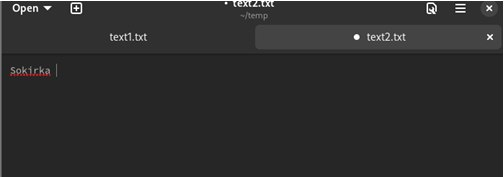 Open
• text2.txt
~/temp
text1.txt
• text2.txt
Sokirka